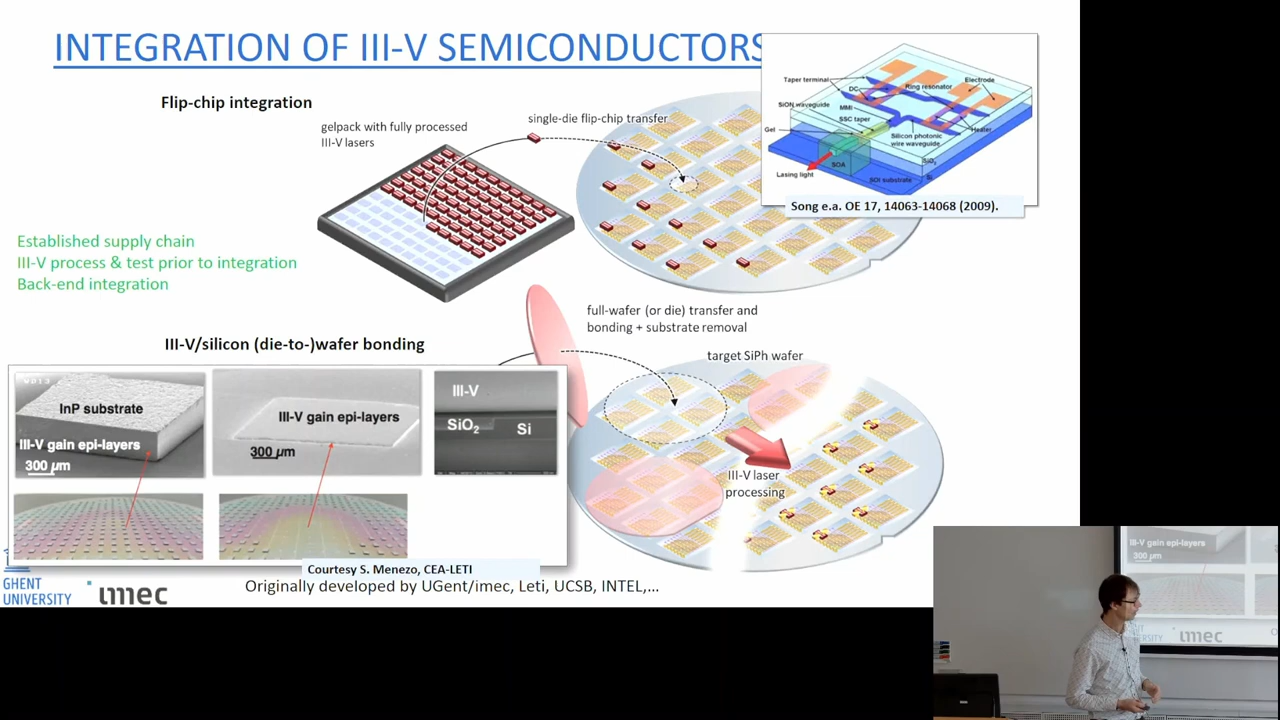 INTEGRATION OF III-V SEMICONDUCTORS
Flip-chip integration
gelpack with fully processed
III-V lasers
single-die flip-chip transfer
Taper terminal
DC
Ring resonator
Electrode
SiON waveguide
MMI
SSC taper
Gel
Silicon photonic
wire waveguide
Heater
SOA
SiO2
Si
Lasing light
SOI substrate
Song e.a. OE 17, 14063-14068 (2009).
Established supply chain
III-V process & test prior to integration
Back-end integration
full-wafer (or die) transfer and
bonding + substrate removal
III-V/silicon (die-to-)wafer bonding
target SiPh wafer
InP substrate
III-V gain epi-layers
300 µm
III-V gain epi-layers
300 µm
III-V
SiO2
Si
III-V laser
processing
Courtesy S. Menezo, CEA-LETI
Originally developed by UGent/imec, Leti, UCSB, INTEL,...
GHENT
UNIVERSITY
imec
III-V gain epi-layers
300 µm
imec